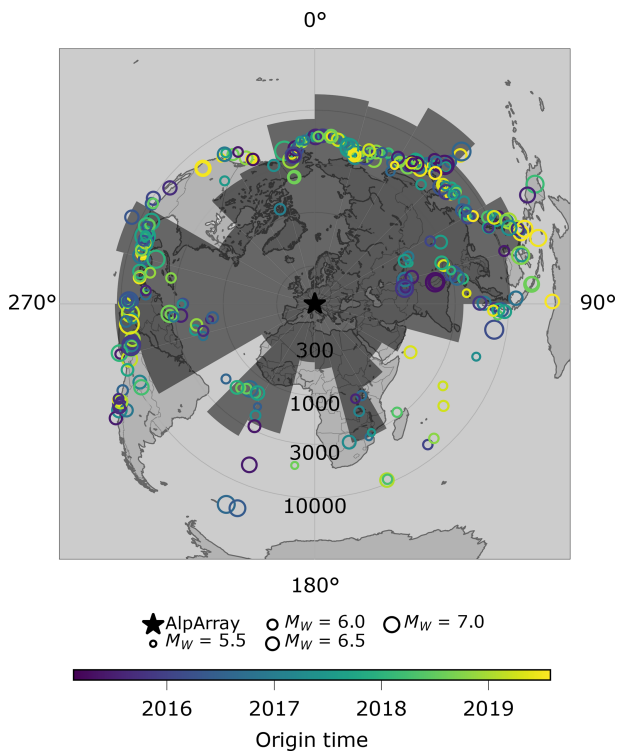 0°
270°
90°
300
1000
3000
10000
180°
AlpArray
M_W = 6.0
M_W = 7.0
M_W = 5.5
M_W = 6.5
2016
2017
2018
2019
Origin time